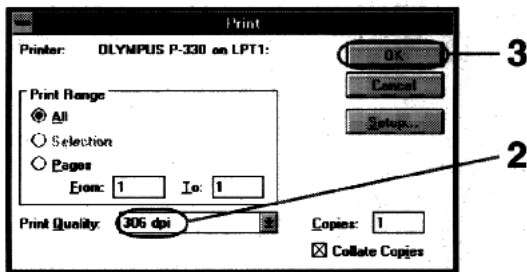 Print
Printer: OLYMPUS P-330 on LPT1:
OK
3
Cancel
Print Range
All
Setup...
Selection
Pages
From: 1 To: 1
2
Print Quality: 306 dpi
Copies: 1
Collate Copies